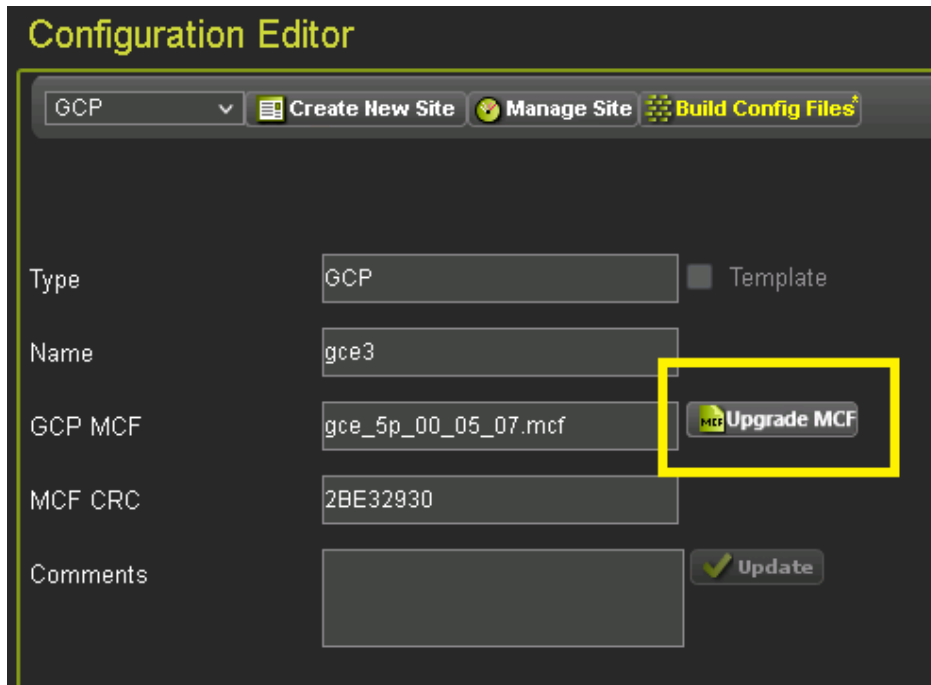 Configuration Editor
GCP Create New Site Manage Site Build Config Files*
Type GCP Template
Name gce3
GCP MCF gce_5p_00_05_07.mcf MCF Upgrade MCF
MCF CRC 2BE32930
Comments Update